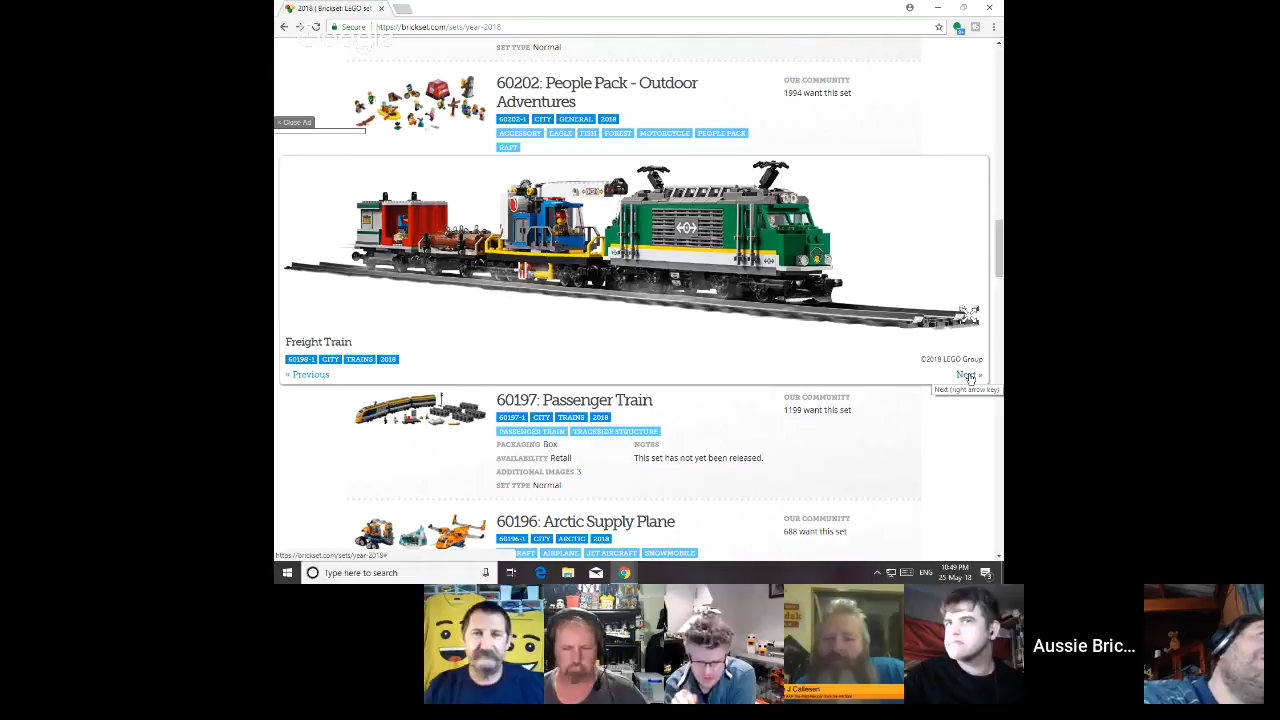 2018 | Brickset: LEGO set
Secure
https://brickset.com/sets/year-2018
Google
SET TYPE Normal
60202: People Pack - Outdoor
Adventures
60202-1 CITY GENERAL 2018
ACCESSORY EAGLE FISH FOREST MOTORCYCLE PEOPLE PACK
RAFT
OUR COMMUNITY
1994 want this set
× Close Ad
Freight Train
60198-1 CITY TRAINS 2018
©2018 LEGO Group
« Previous
Next »
Next (right arrow key)
60197: Passenger Train
60197-1 CITY TRAINS 2018
PASSENGER TRAIN TRACKSIDE STRUCTURE
PACKAGING Box
AVAILABILITY Retail
ADDITIONAL IMAGES 3
SET TYPE Normal
NOTES
This set has not yet been released.
OUR COMMUNITY
1199 want this set
60196: Arctic Supply Plane
60196-1 CITY ARCTIC 2018
RAFT AIRPLANE JET AIRCRAFT SNOWMOBILE
OUR COMMUNITY
688 want this set
https://brickset.com/sets/year-2018#
Type here to search
ENG
10:49 PM
25-May-18
3
J Callesen
Aussie Bric...